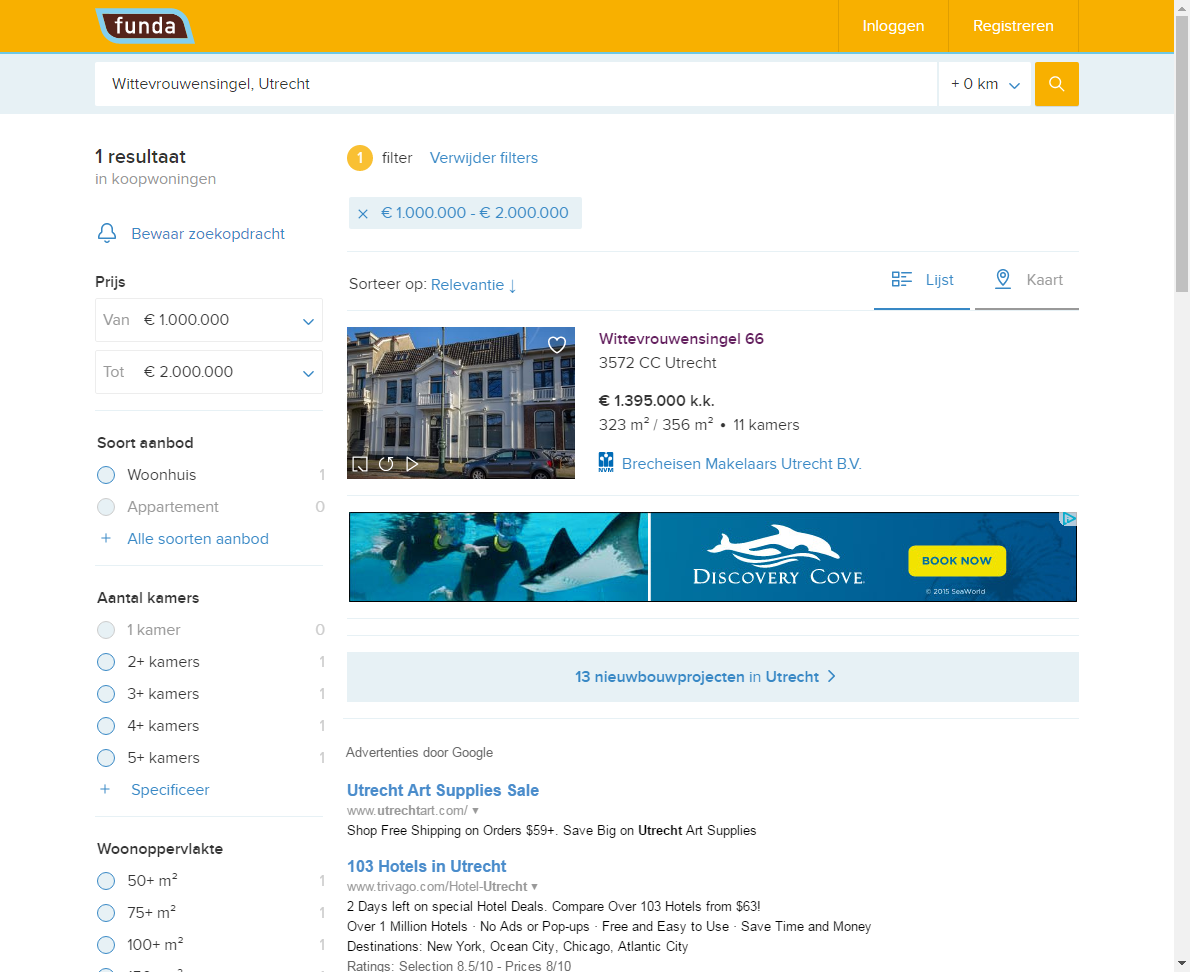 funda
Inloggen
Registreren
Wittevrouwensingel, Utrecht
+ 0 km
1 resultaat
in koopwoningen
Bewaar zoekopdracht
Prijs
Van € 1.000.000
Tot € 2.000.000
Soort aanbod
Woonhuis 1
Appartement 0
+ Alle soorten aanbod
Aantal kamers
1 kamer 0
2+ kamers 1
3+ kamers 1
4+ kamers 1
5+ kamers 1
+ Specificeer
Woonoppervlakte
50+ m² 1
75+ m² 1
100+ m² 1
1 filter Verwijder filters
× € 1.000.000 - € 2.000.000
Sorteer op: Relevantie ↓
Lijst
Kaart
Wittevrouwensingel 66
3572 CC Utrecht
€ 1.395.000 k.k.
323 m² / 356 m² • 11 kamers
NVM Brecheisen Makelaars Utrecht B.V.
DISCOVERY COVE
BOOK NOW
© 2015 SeaWorld
13 nieuwbouwprojecten in Utrecht >
Advertenties door Google
Utrecht Art Supplies Sale
www.utrechtart.com/ ▼
Shop Free Shipping on Orders $59+. Save Big on Utrecht Art Supplies
103 Hotels in Utrecht
www.trivago.com/Hotel-Utrecht ▼
2 Days left on special Hotel Deals. Compare Over 103 Hotels from $63!
Over 1 Million Hotels · No Ads or Pop-ups · Free and Easy to Use · Save Time and Money
Destinations: New York, Ocean City, Chicago, Atlantic City
Ratings: Selection 8.5/10 - Prices 8/10